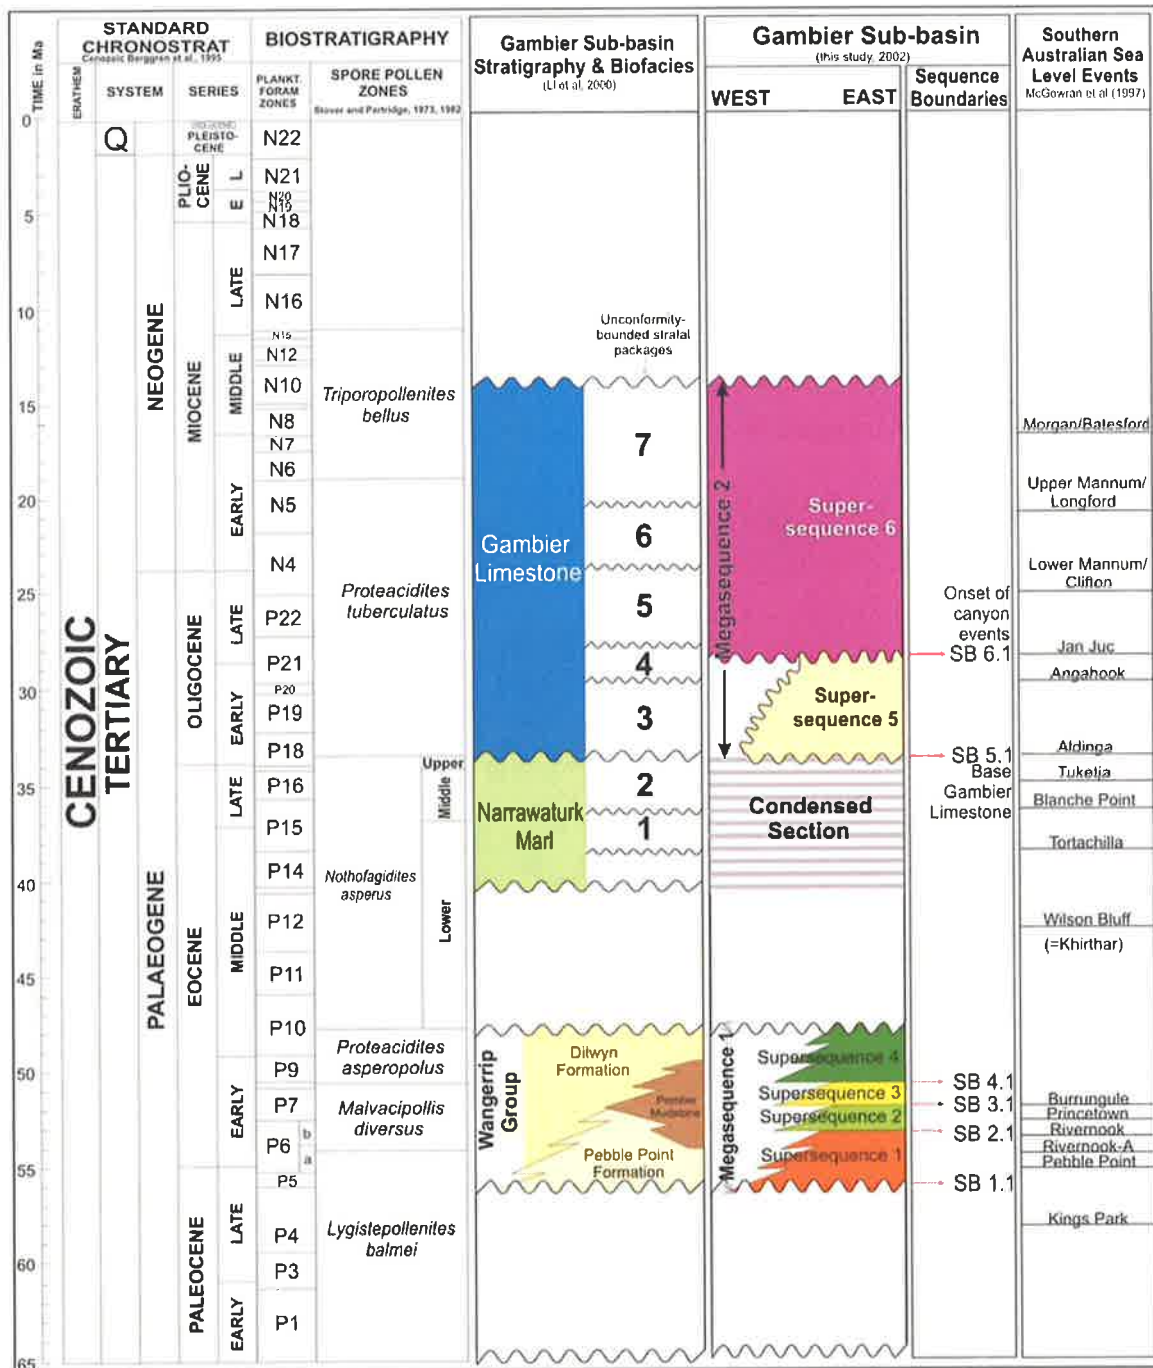 TIME in Ma
STANDARD
CHRONOSTRAT
Cenozoic Berggren et al., 1995
ERATHEM
SYSTEM
SERIES
BIOSTRATIGRAPHY
PLANKT.
FORAM
ZONES
SPORE POLLEN
ZONES
Stover and Partridge, 1973, 1982
Gambier Sub-basin
Stratigraphy & Biofacies
(Li et al, 2000)
Gambier Sub-basin
(this study, 2002)
WEST
EAST
Sequence
Boundaries
Southern
Australian Sea
Level Events
McGowran et al (1997)
0
5
10
15
20
25
30
35
40
45
50
55
60
65
CENOZOIC
TERTIARY
Q
NEOGENE
PALAEOGENE
PLEISTO-
CENE
PLIO-
CENE
L
E
MIOCENE
LATE
MIDDLE
EARLY
OLIGOCENE
LATE
EARLY
EOCENE
LATE
MIDDLE
EARLY
PALEOCENE
LATE
EARLY
N22
N21
N20
N19
N18
N17
N16
N15
N12
N10
N8
N7
N6
N5
N4
P22
P21
P20
P19
P18
P16
P15
P14
P12
P11
P10
P9
P7
P6
b
a
P5
P4
P3
P1
Triporopollenites
bellus
Proteacidites
tuberculatus
Nothofagidites
asperus
Upper
Middle
Lower
Proteacidites
asperopolus
Malvacipollis
diversus
Lygistepollenites
balmei
Unconformity-
bounded stratal
packages
Gambier
Limestone
7
6
5
4
3
2
1
Narrawaturk
Marl
Wangerrip
Group
Dilwyn
Formation
Pember
Mudstone
Pebble Point
Formation
Megasequence 2
Super-
sequence 6
Super-
sequence 5
Condensed
Section
Megasequence 1
Supersequence 4
Supersequence 3
Supersequence 2
Supersequence 1
Onset of
canyon
events
SB 6.1
SB 5.1
Base
Gambier
Limestone
SB 4.1
SB 3.1
SB 2.1
SB 1.1
Morgan/Batesford
Upper Mannum/
Longford
Lower Mannum/
Clifton
Jan Juc
Angahook
Aldinga
Tuketja
Blanche Point
Tortachilla
Wilson Bluff
(=Khirthar)
Burrungule
Princetown
Rivernook
Rivernook-A
Pebble Point
Kings Park